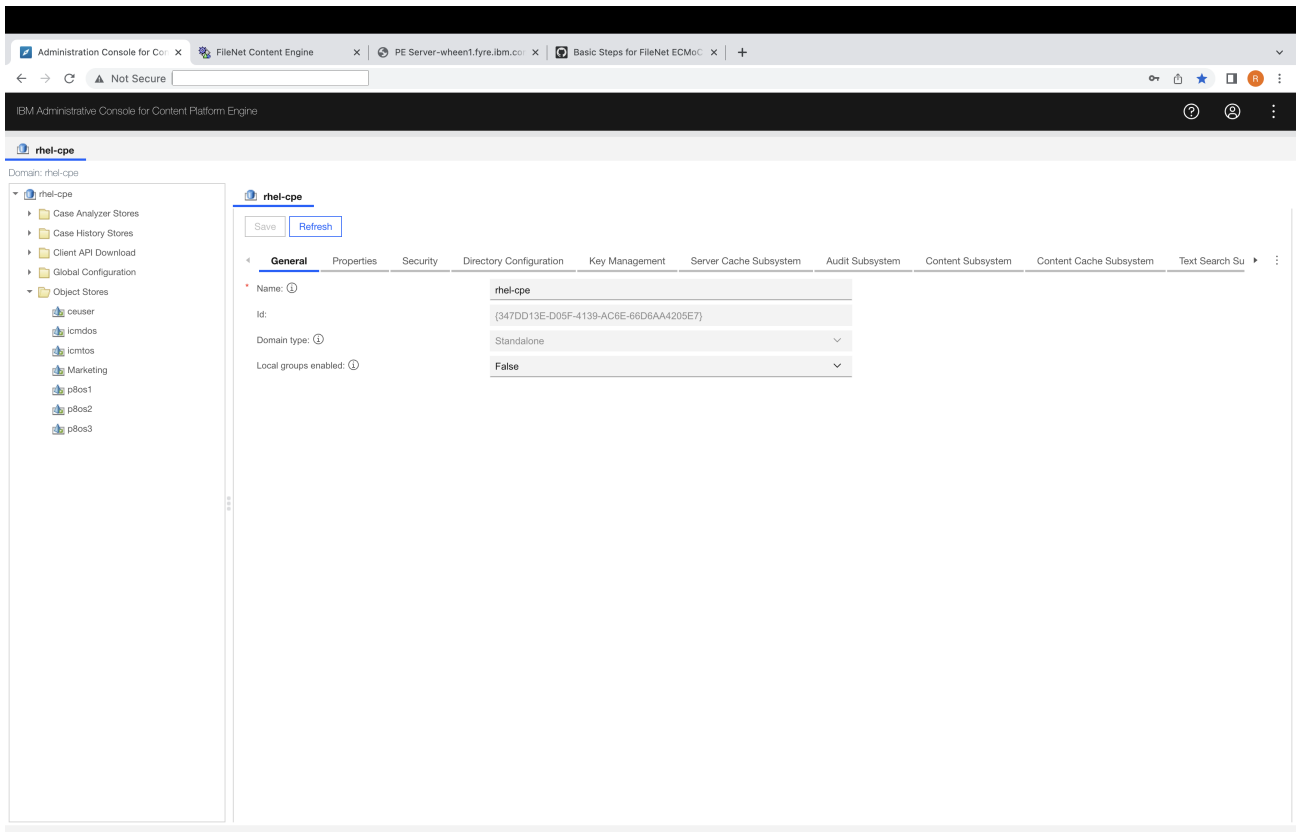 Administration Console for Con
FileNet Content Engine
PE Server-wheen1.fyre.ibm.cor
Basic Steps for FileNet ECMoC
Not Secure
R
IBM Administrative Console for Content Platform Engine
rhel-cpe
Domain: rhel-cpe
rhel-cpe
Case Analyzer Stores
Case History Stores
Client API Download
Global Configuration
Object Stores
ceuser
icmdos
icmtos
Marketing
p8os1
p8os2
p8os3
rhel-cpe
Save Refresh
General Properties Security Directory Configuration Key Management Server Cache Subsystem Audit Subsystem Content Subsystem Content Cache Subsystem Text Search Su
* Name: rhel-cpe
Id: {347DD13E-D05F-4139-AC6E-66D6AA4205E7}
Domain type: Standalone
Local groups enabled: False